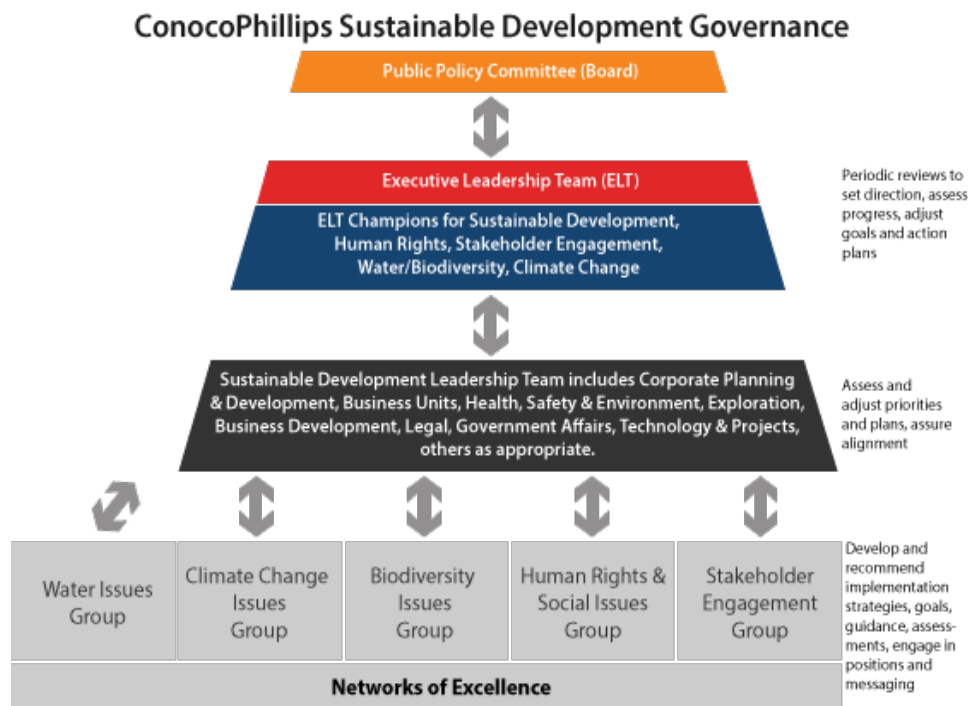 ConocoPhillips Sustainable Development Governance
Public Policy Committee (Board)
Executive Leadership Team (ELT)
ELT Champions for Sustainable Development,
Human Rights, Stakeholder Engagement,
Water/Biodiversity, Climate Change
Periodic reviews to
set direction, assess
progress, adjust
goals and action
plans
Sustainable Development Leadership Team includes Corporate Planning
& Development, Business Units, Health, Safety & Environment, Exploration,
Business Development, Legal, Government Affairs, Technology & Projects,
others as appropriate.
Assess and
adjust priorities
and plans, assure
alignment
Water Issues
Group
Climate Change
Issues
Group
Biodiversity
Issues
Group
Human Rights &
Social Issues
Group
Stakeholder
Engagement
Group
Develop and
recommend
implementation
strategies, goals,
guidance, assess-
ments, engage in
positions and
messaging
Networks of Excellence